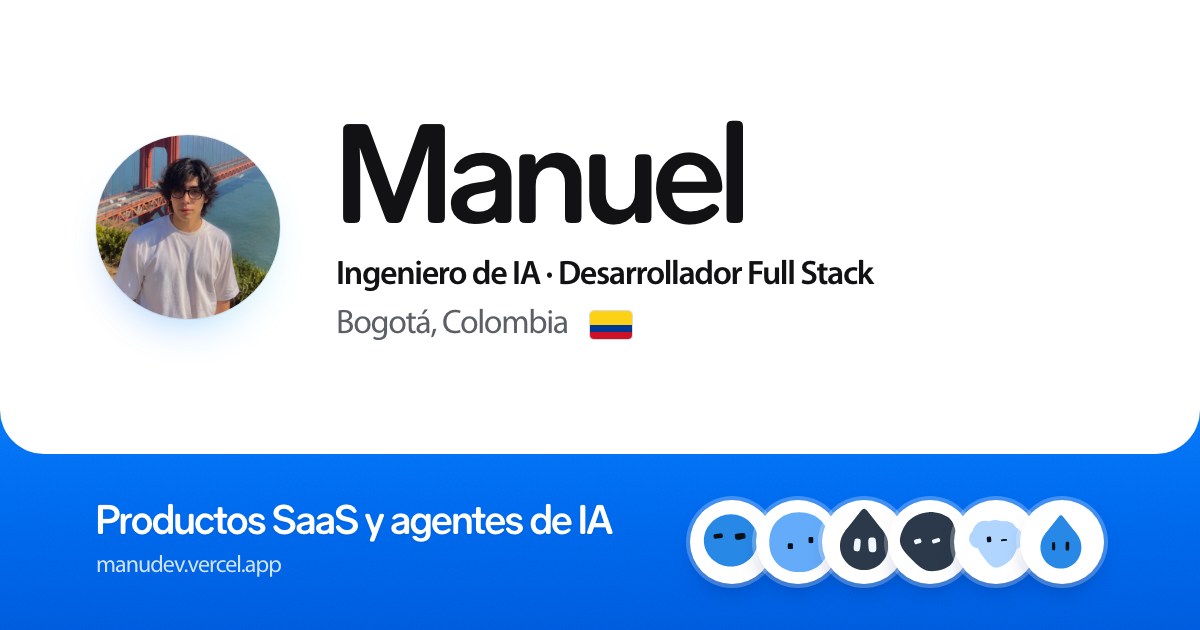 Manuel
Ingeniero de IA · Desarrollador Full Stack
Bogotá, Colombia
Productos SaaS y agentes de IA
manudev.vercel.app